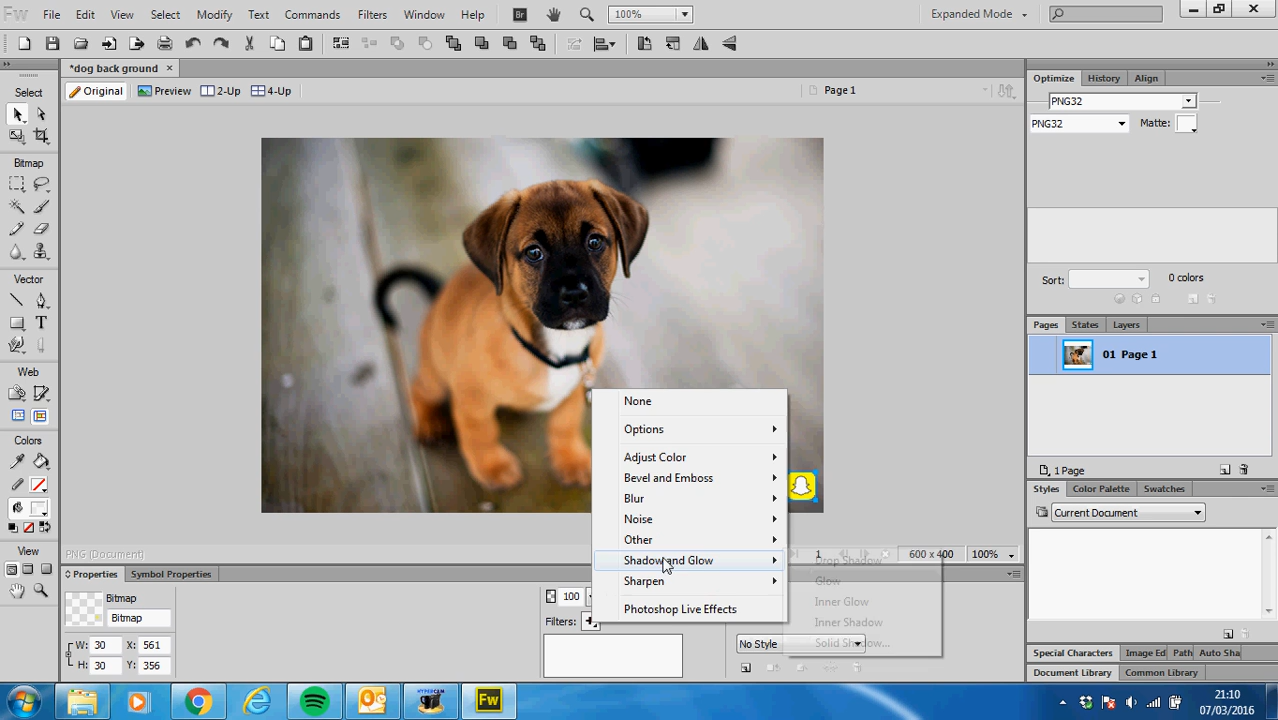 Fw File Edit View Select Modify Text Commands Filters Window Help Br 100% Expanded Mode
*dog back ground
Original Preview 2-Up 4-Up Page 1
Select
Bitmap
Vector
Web
Colors
View
Optimize History Align
PNG32
PNG32 Matte:
Sort: 0 colors
Pages States Layers
01 Page 1
1 Page
Styles Color Palette Swatches
Current Document
Special Characters Image Ed Path Auto Sha
Document Library Common Library
None
Options
Adjust Color
Bevel and Emboss
Blur
Noise
Other
Shadow and Glow
Sharpen
Photoshop Live Effects
Drop Shadow
Glow
Inner Glow
Inner Shadow
Solid Shadow...
PNG (Document) 1 600 x 400 100%
Properties Symbol Properties
Bitmap
Bitmap
W: 30 X: 561
H: 30 Y: 356
100
Filters:
No Style
HYPERCAM
Fw
21:10
07/03/2016